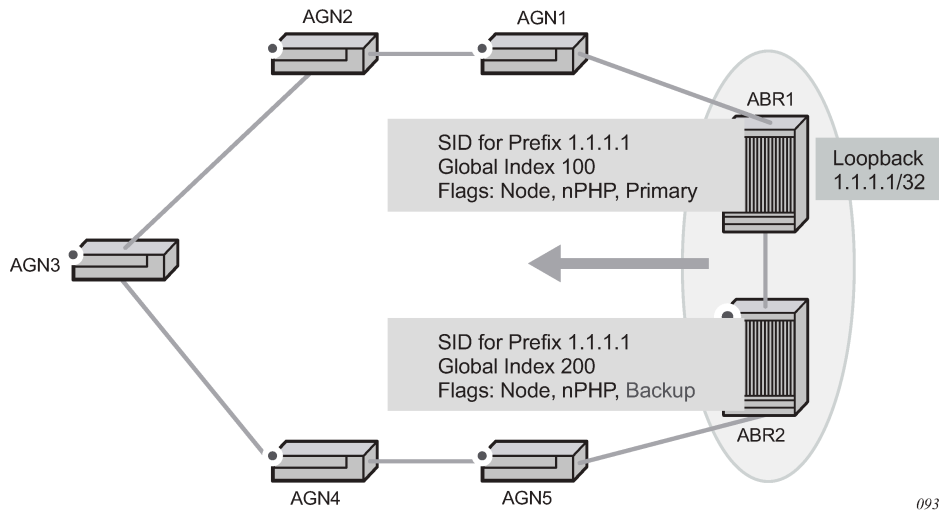 AGN2
AGN1
ABR1
SID for Prefix 1.1.1.1
Global Index 100
Flags: Node, nPHP, Primary
Loopback
1.1.1.1/32
AGN3
SID for Prefix 1.1.1.1
Global Index 200
Flags: Node, nPHP, Backup
ABR2
AGN4
AGN5
093